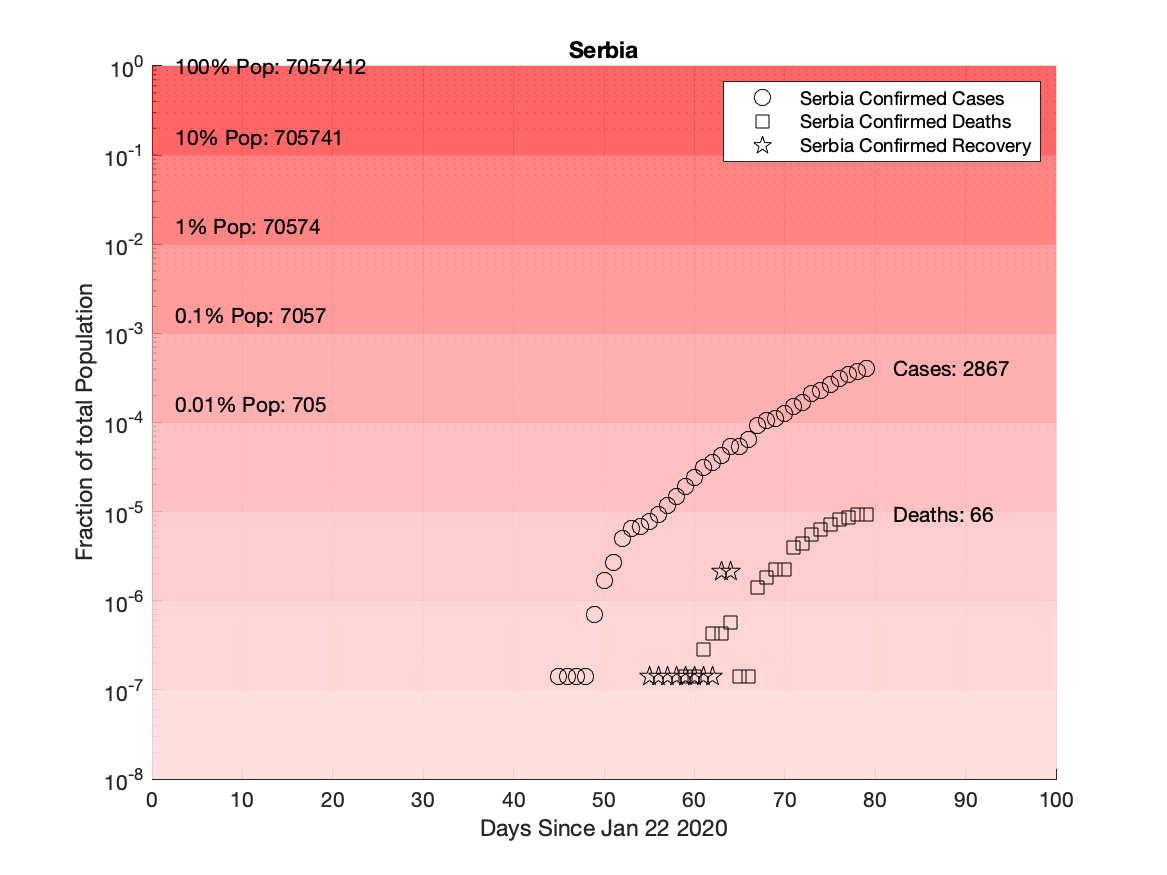 Serbia
10^0
100% Pop: 7057412
Serbia Confirmed Cases
Serbia Confirmed Deaths
Serbia Confirmed Recovery
10% Pop: 705741
10^-1
1% Pop: 70574
10^-2
0.1% Pop: 7057
10^-3
Cases: 2867
0.01% Pop: 705
10^-4
10^-5
Deaths: 66
10^-6
10^-7
10^-8
Fraction of total Population
0 10 20 30 40 50 60 70 80 90 100
Days Since Jan 22 2020